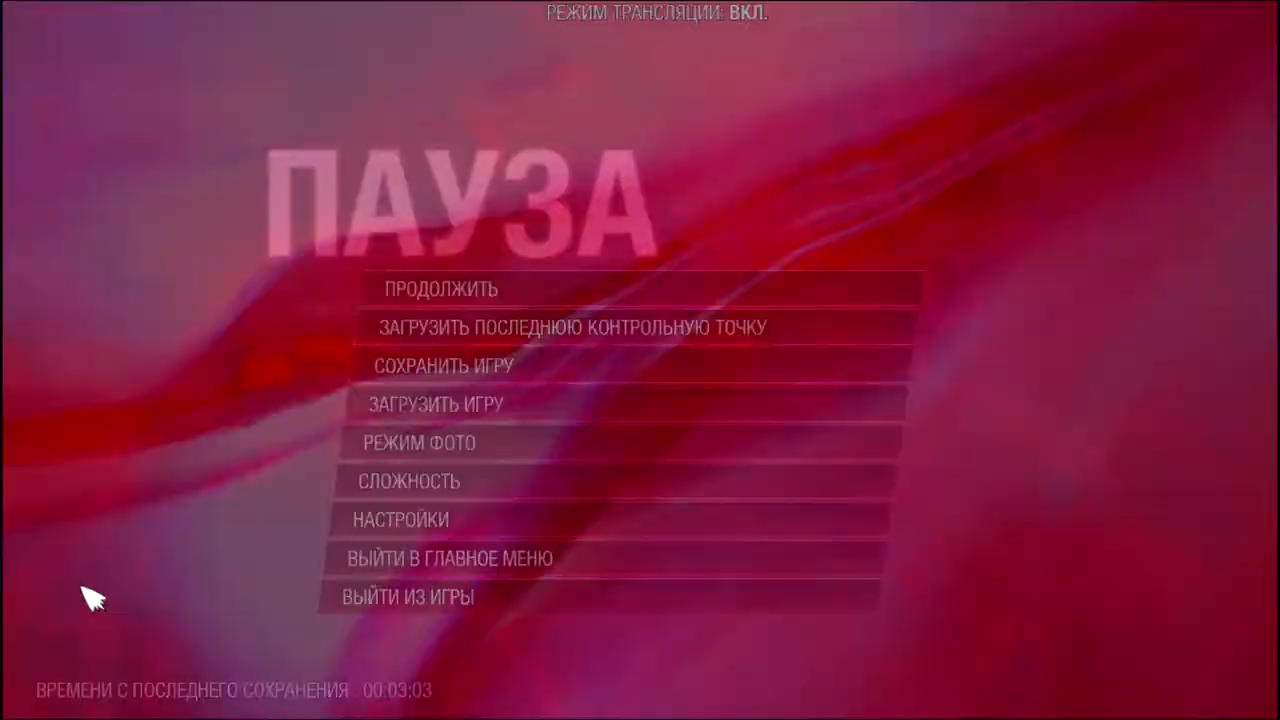 РЕЖИМ ТРАНСЛЯЦИИ: ВКЛ.
ПАУЗА
ПРОДОЛЖИТЬ
ЗАГРУЗИТЬ ПОСЛЕДНЮЮ КОНТРОЛЬНУЮ ТОЧКУ
СОХРАНИТЬ ИГРУ
ЗАГРУЗИТЬ ИГРУ
РЕЖИМ ФОТО
СЛОЖНОСТЬ
НАСТРОЙКИ
ВЫЙТИ В ГЛАВНОЕ МЕНЮ
ВЫЙТИ ИЗ ИГРЫ
ВРЕМЕНИ С ПОСЛЕДНЕГО СОХРАНЕНИЯ : 00:03:03